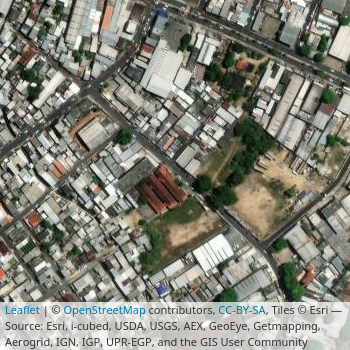 Leaflet | © OpenStreetMap contributors, CC-BY-SA, Tiles © Esri —
Source: Esri, i-cubed, USDA, USGS, AEX, GeoEye, Getmapping,
Aerogrid, IGN, IGP, UPR-EGP, and the GIS User Community